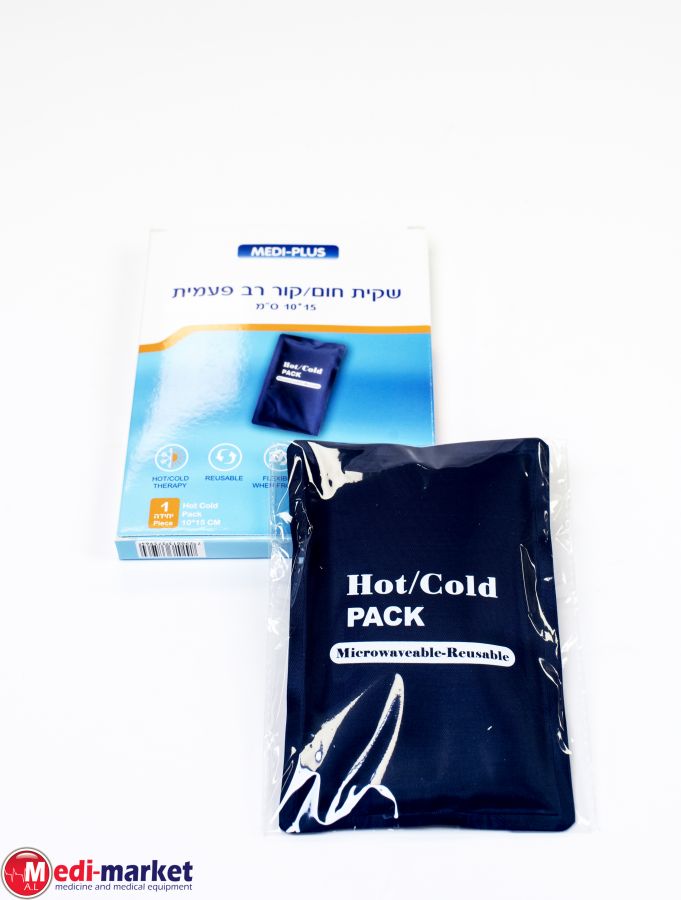 MEDI-PLUS
שקית חום/קור רב פעמית
10*15 ס"מ
Hot/Cold
PACK
HOT/COLD
THERAPY
REUSABLE
1
יחידה
Piece
Hot Cold
Pack
10*15 CM
Hot/Cold
PACK
Microwaveable-Reusable
Medi-market
A.L
medicine and medical equipment